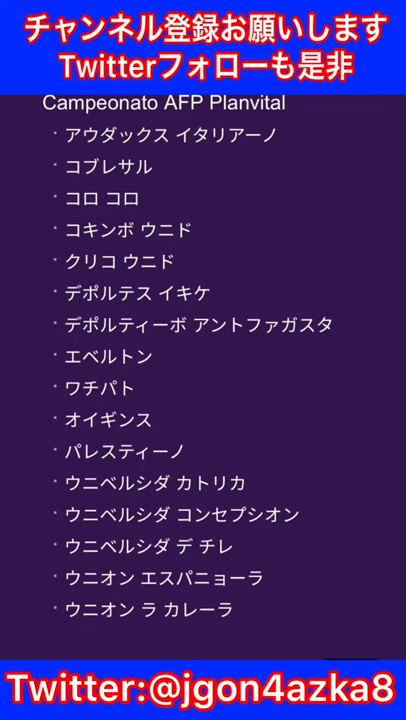 チャンネル登録お願いします
Twitterフォローも是非
Campeonato AFP Planvital
・アウダックス イタリアーノ
・コブレサル
・コロ コロ
・コキンボ ウニド
・クリコ ウニド
・デポルテス イキケ
・デポルティーボ アントファガスタ
・エベルトン
・ワチパト
・オイギンス
・パレスティーノ
・ウニベルシダ カトリカ
・ウニベルシダ コンセプシオン
・ウニベルシダ デ チレ
・ウニオン エスパニョーラ
・ウニオン ラ カレーラ
Twitter:@jgon4azka8